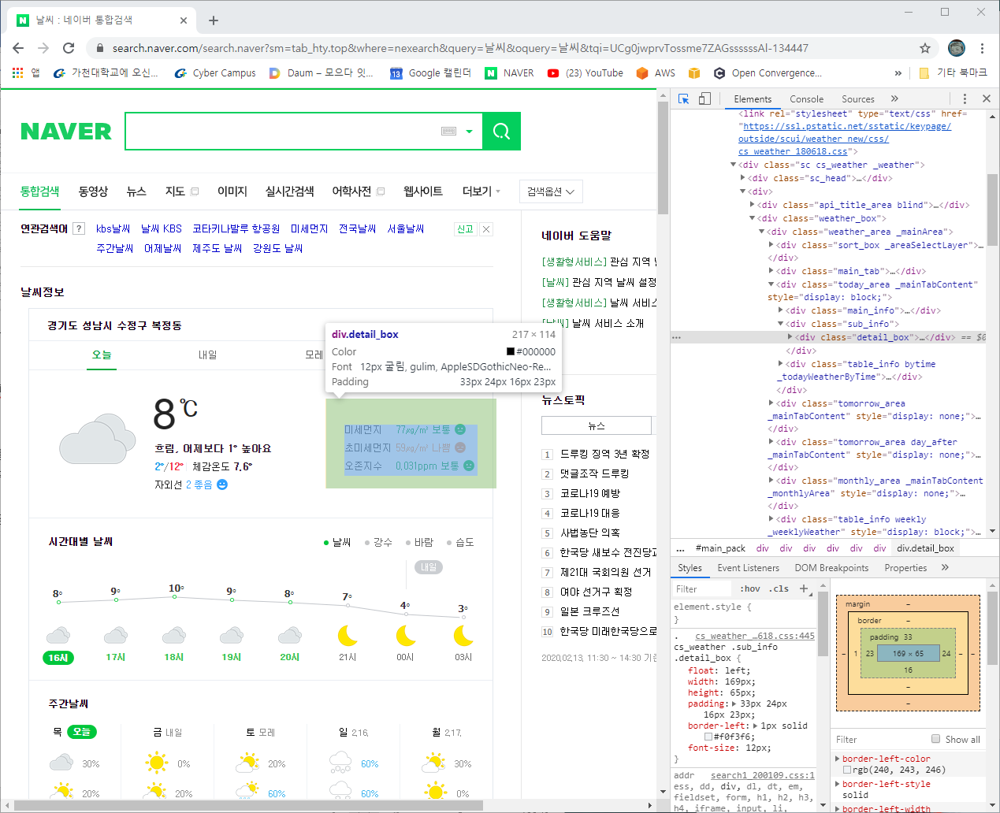 날씨 : 네이버 통합검색
search.naver.com/search.naver?sm=tab_hty.top&where=nexearch&query=날씨&oquery=날씨&tqi=UCg0jwprvTossme7ZAGssssssAl-134447
앱 가천대학교에 오신... Cyber Campus Daum – 모으다 잇... 13 Google 캘린더 NAVER (23) YouTube AWS Open Convergence... » 기타 북마크
NAVER
통합검색 동영상 뉴스 지도 이미지 실시간검색 어학사전 웹사이트 더보기 검색옵션
연관검색어 ? kbs날씨 날씨 KBS 코타키나발루 항공원 미세먼지 전국날씨 서울날씨 신고
주간날씨 어제날씨 제주도 날씨 강원도 날씨
날씨정보
경기도 성남시 수정구 복정동
오늘 내일 모레
8℃
흐림, 어제보다 1° 높아요
2°/12° 체감온도 7.6°
자외선 2 좋음
div.detail_box 217 × 114
Color #000000
Font 12px 굴림, gulim, AppleSDGothicNeo-Re...
Padding 33px 24px 16px 23px
미세먼지 77㎍/㎥ 보통
초미세먼지 59㎍/㎥ 나쁨
오존지수 0.031ppm 보통
시간대별 날씨 날씨 강수 바람 습도
내일
8° 9° 10° 9° 8° 7° 4° 3°
16시 17시 18시 19시 20시 21시 00시 03시
주간날씨
목 오늘 금 내일 토 모레 일 2.16. 월 2.17.
30% 0% 20% 60% 30%
20% 20% 60% 60% 0%
네이버 도움말
[생활형서비스] 관심 지역
[날씨] 관심 지역 날씨 설정
[생활형서비스] 날씨 서비스
날씨 서비스 소개
뉴스토픽
뉴스
1 드루킹 징역 3년 확정
2 댓글조작 드루킹
3 코로나19 예방
4 코로나19 대응
5 사법농단 의혹
6 한국당 새보수 전진당
7 제21대 국회의원 선거
8 여야 선거구 획정
9 일본 크루즈선
10 한국당 미래한국당으로
2020.02.13. 11:30 ~ 14:30 기준
Elements Console Sources »
<link rel="stylesheet" type="text/css" href=
"https://ssl.pstatic.net/sstatic/keypage/
outside/scui/weather_new/css/
cs_weather_180618.css">
<div class="sc cs_weather _weather">
<div class="sc_head">…</div>
<div>
<div class="api_title_area blind">…</div>
<div class="weather_box">
<div class="weather_area _mainArea">
<div class="sort_box _areaSelectLayer">…
</div>
<div class="main_tab">…</div>
<div class="today_area _mainTabContent"
style="display: block;">
<div class="main_info">…</div>
<div class="sub_info">
... <div class="detail_box">…</div> == $0
</div>
<div class="table_info bytime
_todayWeatherByTime">…</div>
</div>
<div class="tomorrow_area
_mainTabContent" style="display: none;">…
</div>
<div class="tomorrow_area day_after
_mainTabContent" style="display: none;">…
</div>
<div class="monthly_area _mainTabContent
_monthlyArea" style="display: none;">…
</div>
<div class="table_info weekly
_weeklyWeather" style="display: block;">…
... #main_pack div div div div div div div.detail_box
Styles Event Listeners DOM Breakpoints Properties »
Filter :hov .cls +
element.style {
}
. cs_weather_…618.css:445
cs_weather .sub_info
.detail_box {
float: left;
width: 169px;
height: 65px;
padding: 33px 24px
16px 23px;
border-left: 1px solid
#f0f3f6;
font-size: 12px;
}
addr search1_200109.css:1
ess, dd, div, dl, dt, em,
fieldset, form, h1, h2, h3,
h4, iframe, input, li,
margin –
border –
padding 33
– 1 23 169 × 65 24 – –
16
–
–
Filter Show all
border-left-color
rgb(240, 243, 246)
border-left-style
solid
border-left-width